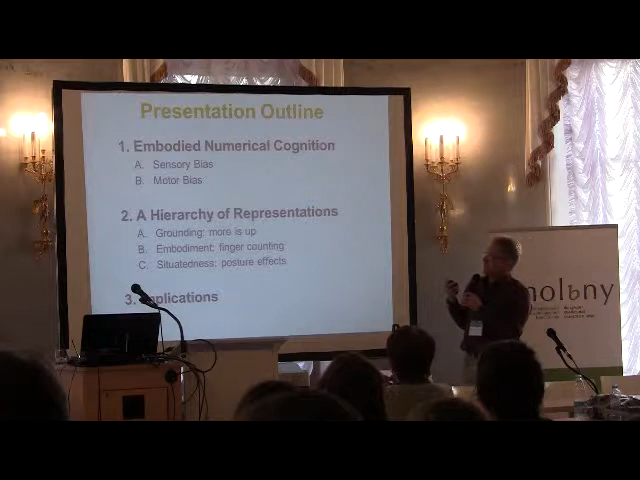 Presentation Outline
1. Embodied Numerical Cognition
A. Sensory Bias
B. Motor Bias
2. A Hierarchy of Representations
A. Grounding: more is up
B. Embodiment: finger counting
C. Situatedness: posture effects
3. Implications